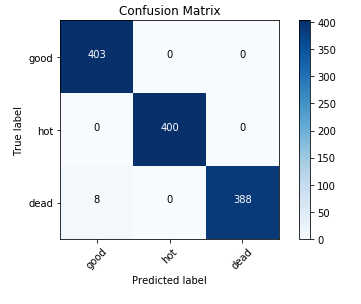 Confusion Matrix
True label
good 403 0 0
hot 0 400 0
dead 8 0 388
good hot dead
Predicted label
400
350
300
250
200
150
100
50
0